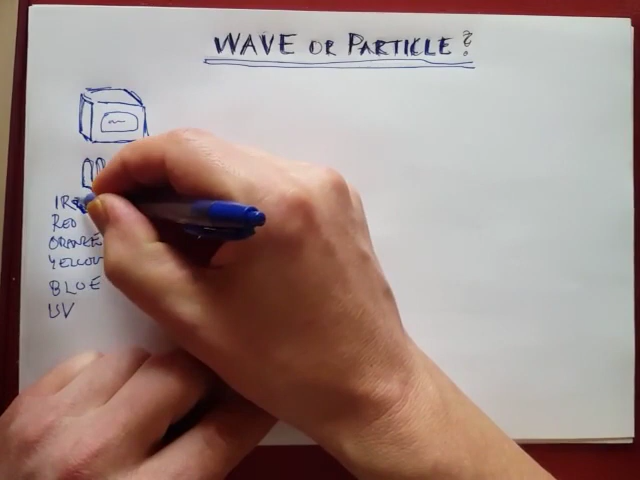 WAVE OR PARTICLE?
IR
RED
ORANGE
YELLOW
BLUE
UV